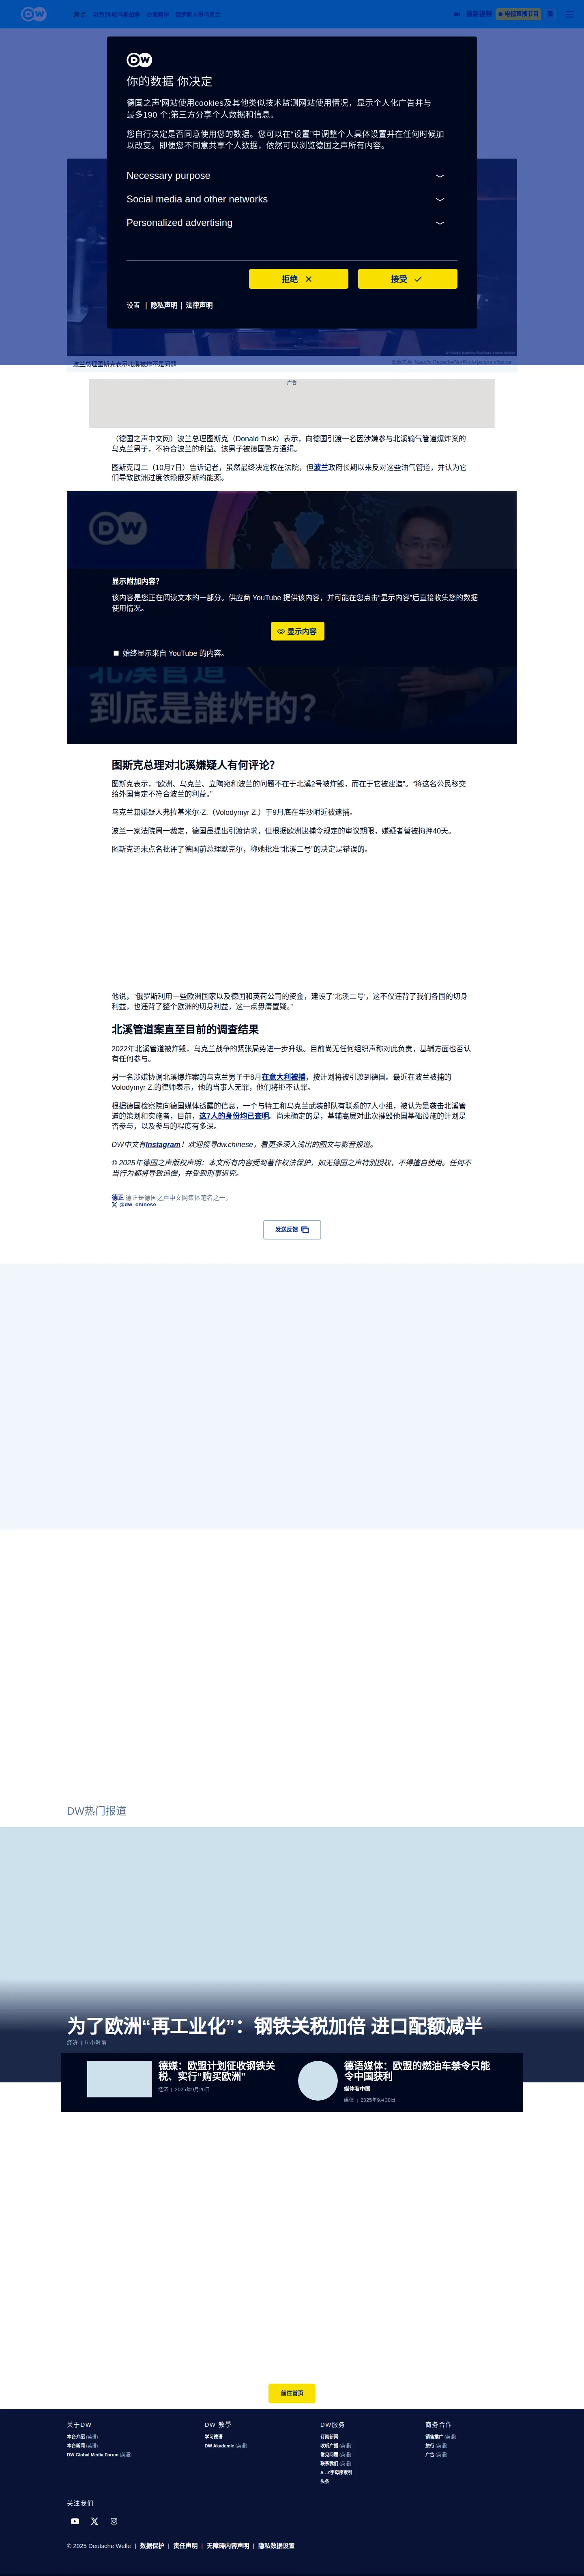 DW
要点
以色列-哈马斯战争
台海局势
俄罗斯入侵乌克兰
最新视频
电视直播节目
DW
你的数据 你决定
德国之声'网站使用cookies及其他类似技术监测网站使用情况，显示个人化广告并与
最多190 个;第三方分享个人数据和信息。
您自行决定是否同意使用您的数据。您可以在"设置"中调整个人具体设置并在任何时候加
以改变。即便您不同意共享个人数据，依然可以浏览德国之声所有内容。
Necessary purpose
Social media and other networks
Personalized advertising
拒绝
接受
设置 | 隐私声明 | 法律声明
波兰总理图斯克表示北溪被炸不是问题
广告
（德国之声中文网）波兰总理图斯克（Donald Tusk）表示，向德国引渡一名因涉嫌参与北溪输气管道爆炸案的
乌克兰男子，不符合波兰的利益。该男子被德国警方通缉。
图斯克周二（10月7日）告诉记者，虽然最终决定权在法院，但波兰政府长期以来反对这些油气管道，并认为它
们导致欧洲过度依赖俄罗斯的能源。
DW
显示附加内容？
该内容是您正在阅读文本的一部分。供应商 YouTube 提供该内容，并可能在您点击"显示内容"后直接收集您的数据
使用情况。
显示内容
始终显示来自 YouTube 的内容。
北溪管道
到底是谁炸的？
图斯克总理对北溪嫌疑人有何评论？
图斯克表示，"欧洲、乌克兰、立陶宛和波兰的问题不在于北溪2号被炸毁，而在于它被建造"。"将这名公民移交
给外国肯定不符合波兰的利益。"
乌克兰籍嫌疑人弗拉基米尔·Z.（Volodymyr Z.）于9月底在华沙附近被逮捕。
波兰一家法院周一裁定，德国虽提出引渡请求，但根据欧洲逮捕令规定的审议期限，嫌疑者暂被拘押40天。
图斯克还未点名批评了德国前总理默克尔，称她批准"北溪二号"的决定是错误的。
他说，"俄罗斯利用一些欧洲国家以及德国和英荷公司的资金，建设了'北溪二号'，这不仅违背了我们各国的切身
利益，也违背了整个欧洲的切身利益，这一点毋庸置疑。"
北溪管道案直至目前的调查结果
2022年北溪管道被炸毁，乌克兰战争的紧张局势进一步升级。目前尚无任何组织声称对此负责，基辅方面也否认
有任何参与。
另一名涉嫌协调北溪爆炸案的乌克兰男子于8月在意大利被捕，按计划将被引渡到德国。最近在波兰被捕的
Volodymyr Z.的律师表示，他的当事人无罪，他们将拒不认罪。
根据德国检察院向德国媒体透露的信息，一个与特工和乌克兰武装部队有联系的7人小组，被认为是袭击北溪管
道的策划和实施者，目前，这7人的身份均已查明。尚未确定的是，基辅高层对此次摧毁他国基础设施的计划是
否参与，以及参与的程度有多深。
DW中文有Instagram！欢迎搜寻dw.chinese，看更多深入浅出的图文与影音报道。
© 2025年德国之声版权声明：本文所有内容受到著作权法保护，如无德国之声特别授权，不得擅自使用。任何不
当行为都将导致追偿，并受到刑事追究。
德正 德正是德国之声中文网集体笔名之一。
@dw_chinese
发送反馈
DW热门报道
为了欧洲"再工业化"：钢铁关税加倍 进口配额减半
经济 | 5 小时前
德媒：欧盟计划征收钢铁关
税、实行"购买欧洲"
经济 | 2025年9月26日
德语媒体：欧盟的燃油车禁令只能
令中国获利
媒体看中国
媒体 | 2025年9月30日
前往首页
关于DW
本台介绍 (英语)
本台新闻 (英语)
DW Global Media Forum (英语)
DW 教學
学习德语
DW Akademie (英语)
DW服务
订阅新闻
收听广播 (英语)
常见问题 (英语)
联系我们 (英语)
A - Z字母序索引
头条
商务合作
销售推广 (英语)
旅行 (英语)
广告 (英语)
关注我们
© 2025 Deutsche Welle | 数据保护 | 责任声明 | 无障碍内容声明 | 隐私数据设置